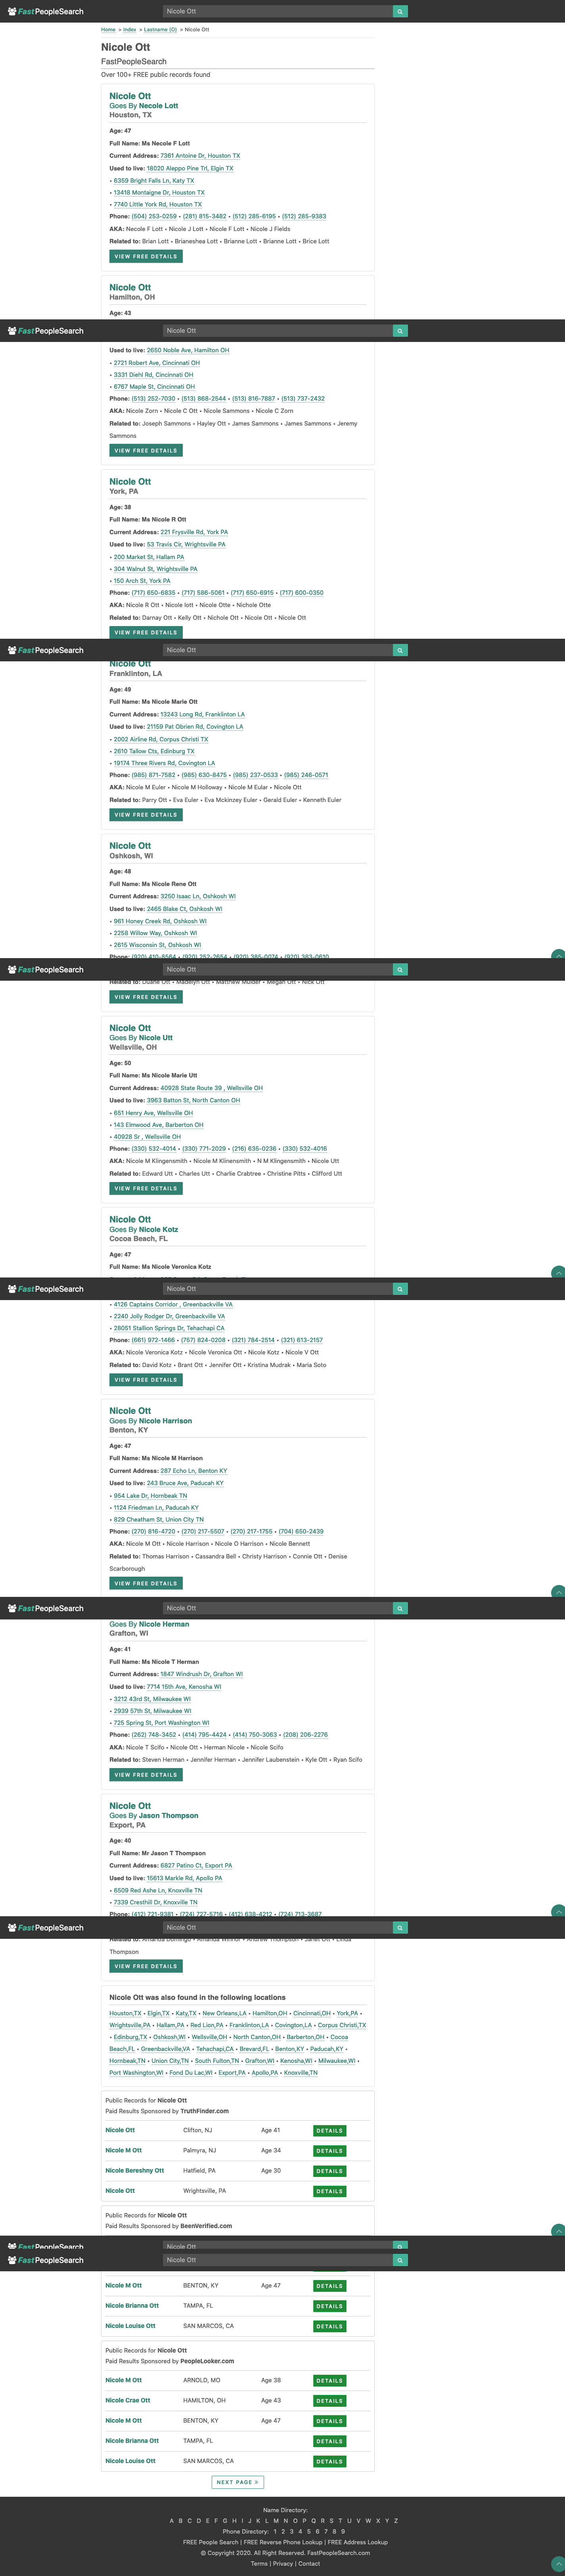 FastPeopleSearch
Nicole Ott
Home » Index » Lastname (O) » Nicole Ott
Nicole Ott
FastPeopleSearch
Over 100+ FREE public records found
Nicole Ott
Goes By Necole Lott
Houston, TX
Age: 47
Full Name: Ms Necole F Lott
Current Address: 7361 Antoine Dr, Houston TX
Used to live: 18020 Aleppo Pine Trl, Elgin TX
• 6359 Bright Falls Ln, Katy TX
• 13418 Montaigne Dr, Houston TX
• 7740 Little York Rd, Houston TX
Phone: (504) 253-0259 • (281) 815-3482 • (512) 285-6195 • (512) 285-9383
AKA: Necole F Lott • Nicole J Lott • Nicole F Lott • Nicole J Fields
Related to: Brian Lott • Brianeshea Lott • Brianne Lott • Brianne Lott • Brice Lott
VIEW FREE DETAILS
Nicole Ott
Hamilton, OH
Age: 43
FastPeopleSearch
Nicole Ott
Used to live: 2650 Noble Ave, Hamilton OH
• 2721 Robert Ave, Cincinnati OH
• 3331 Diehl Rd, Cincinnati OH
• 6767 Maple St, Cincinnati OH
Phone: (513) 252-7030 • (513) 868-2544 • (513) 816-7887 • (513) 737-2432
AKA: Nicole Zorn • Nicole C Ott • Nicole Sammons • Nicole C Zorn
Related to: Joseph Sammons • Hayley Ott • James Sammons • James Sammons • Jeremy
Sammons
VIEW FREE DETAILS
Nicole Ott
York, PA
Age: 38
Full Name: Ms Nicole R Ott
Current Address: 221 Frysville Rd, York PA
Used to live: 53 Travis Cir, Wrightsville PA
• 200 Market St, Hallam PA
• 304 Walnut St, Wrightsville PA
• 150 Arch St, York PA
Phone: (717) 650-6835 • (717) 586-5061 • (717) 650-6915 • (717) 600-0350
AKA: Nicole R Ott • Nicole Iott • Nicole Otte • Nichole Otte
Related to: Darnay Ott • Kelly Ott • Nichole Ott • Nicole Ott • Nicole Ott
VIEW FREE DETAILS
FastPeopleSearch
Nicole Ott
Nicole Ott
Franklinton, LA
Age: 49
Full Name: Ms Nicole Marie Ott
Current Address: 13243 Long Rd, Franklinton LA
Used to live: 21159 Pat Obrien Rd, Covington LA
• 2002 Airline Rd, Corpus Christi TX
• 2610 Tallow Cts, Edinburg TX
• 19174 Three Rivers Rd, Covington LA
Phone: (985) 871-7582 • (985) 630-8475 • (985) 237-0533 • (985) 246-0571
AKA: Nicole M Euler • Nicole M Holloway • Nicole M Eular • Nicole Ott
Related to: Parry Ott • Eva Euler • Eva Mckinzey Euler • Gerald Euler • Kenneth Euler
VIEW FREE DETAILS
Nicole Ott
Oshkosh, WI
Age: 48
Full Name: Ms Nicole Rene Ott
Current Address: 3250 Isaac Ln, Oshkosh WI
Used to live: 2465 Blake Ct, Oshkosh WI
• 961 Honey Creek Rd, Oshkosh WI
• 2258 Willow Way, Oshkosh WI
• 2615 Wisconsin St, Oshkosh WI
Phone: (920) 410-8564 • (920) 252-2654 • (920) 385-0074 • (920) 383-0610
FastPeopleSearch
Nicole Ott
Related to: Duane Ott • Madelyn Ott • Matthew Mulder • Megan Ott • Nick Ott
VIEW FREE DETAILS
Nicole Ott
Goes By Nicole Utt
Wellsville, OH
Age: 50
Full Name: Ms Nicole Marie Utt
Current Address: 40928 State Route 39 , Wellsville OH
Used to live: 3963 Batton St, North Canton OH
• 651 Henry Ave, Wellsville OH
• 143 Elmwood Ave, Barberton OH
• 40928 Sr , Wellsville OH
Phone: (330) 532-4014 • (330) 771-2029 • (216) 635-0236 • (330) 532-4016
AKA: Nicole M Klingensmith • Nicole M Klinensmith • N M Klingensmith • Nicole Utt
Related to: Edward Utt • Charles Utt • Charlie Crabtree • Christine Pitts • Clifford Utt
VIEW FREE DETAILS
Nicole Ott
Goes By Nicole Kotz
Cocoa Beach, FL
Age: 47
Full Name: Ms Nicole Veronica Kotz
FastPeopleSearch
Nicole Ott
• 4126 Captains Corridor , Greenbackville VA
• 2240 Jolly Rodger Dr, Greenbackville VA
• 28051 Stallion Springs Dr, Tehachapi CA
Phone: (661) 972-1466 • (757) 824-0208 • (321) 784-2514 • (321) 613-2157
AKA: Nicole Veronica Kotz • Nicole Veronica Ott • Nicole Kotz • Nicole V Ott
Related to: David Kotz • Brant Ott • Jennifer Ott • Kristina Mudrak • Maria Soto
VIEW FREE DETAILS
Nicole Ott
Goes By Nicole Harrison
Benton, KY
Age: 47
Full Name: Ms Nicole M Harrison
Current Address: 287 Echo Ln, Benton KY
Used to live: 243 Bruce Ave, Paducah KY
• 954 Lake Dr, Hornbeak TN
• 1124 Friedman Ln, Paducah KY
• 829 Cheatham St, Union City TN
Phone: (270) 816-4720 • (270) 217-5507 • (270) 217-1755 • (704) 650-2439
AKA: Nicole M Ott • Nicole Harrison • Nicole O Harrison • Nicole Bennett
Related to: Thomas Harrison • Cassandra Bell • Christy Harrison • Connie Ott • Denise
Scarborough
VIEW FREE DETAILS
FastPeopleSearch
Nicole Ott
Goes By Nicole Herman
Grafton, WI
Age: 41
Full Name: Ms Nicole T Herman
Current Address: 1847 Windrush Dr, Grafton WI
Used to live: 7714 15th Ave, Kenosha WI
• 3212 43rd St, Milwaukee WI
• 2939 57th St, Milwaukee WI
• 725 Spring St, Port Washington WI
Phone: (262) 748-3452 • (414) 795-4424 • (414) 750-3063 • (208) 206-2276
AKA: Nicole T Scifo • Nicole Ott • Herman Nicole • Nicole Scifo
Related to: Steven Herman • Jennifer Herman • Jennifer Laubenstein • Kyle Ott • Ryan Scifo
VIEW FREE DETAILS
Nicole Ott
Goes By Jason Thompson
Export, PA
Age: 40
Full Name: Mr Jason T Thompson
Current Address: 6827 Patino Ct, Export PA
Used to live: 15613 Markle Rd, Apollo PA
• 6509 Red Ashe Ln, Knoxville TN
• 7339 Cresthill Dr, Knoxville TN
Phone: (412) 721-9381 • (724) 727-5716 • (412) 638-4212 • (724) 713-3687
FastPeopleSearch
Nicole Ott
Related to: Amanda Domingo • Amanda Whhor • Andrew Thompson • Janet Ott • Linda
Thompson
VIEW FREE DETAILS
Nicole Ott was also found in the following locations
Houston,TX • Elgin,TX • Katy,TX • New Orleans,LA • Hamilton,OH • Cincinnati,OH • York,PA •
Wrightsville,PA • Hallam,PA • Red Lion,PA • Franklinton,LA • Covington,LA • Corpus Christi,TX
• Edinburg,TX • Oshkosh,WI • Wellsville,OH • North Canton,OH • Barberton,OH • Cocoa
Beach,FL • Greenbackville,VA • Tehachapi,CA • Brevard,FL • Benton,KY • Paducah,KY •
Hornbeak,TN • Union City,TN • South Fulton,TN • Grafton,WI • Kenosha,WI • Milwaukee,WI •
Port Washington,WI • Fond Du Lac,WI • Export,PA • Apollo,PA • Knoxville,TN
Public Records for Nicole Ott
Paid Results Sponsored by TruthFinder.com
Nicole Ott Clifton, NJ Age 41 DETAILS
Nicole M Ott Palmyra, NJ Age 34 DETAILS
Nicole Bereshny Ott Hatfield, PA Age 30 DETAILS
Nicole Ott Wrightsville, PA DETAILS
Public Records for Nicole Ott
Paid Results Sponsored by BeenVerified.com
Nicole Ott
FastPeopleSearch
Nicole Ott
Nicole M Ott BENTON, KY Age 47 DETAILS
Nicole Brianna Ott TAMPA, FL DETAILS
Nicole Louise Ott SAN MARCOS, CA DETAILS
Public Records for Nicole Ott
Paid Results Sponsored by PeopleLooker.com
Nicole M Ott ARNOLD, MO Age 38 DETAILS
Nicole Crae Ott HAMILTON, OH Age 43 DETAILS
Nicole M Ott BENTON, KY Age 47 DETAILS
Nicole Brianna Ott TAMPA, FL DETAILS
Nicole Louise Ott SAN MARCOS, CA DETAILS
NEXT PAGE »
Name Directory:
A B C D E F G H I J K L M N O P Q R S T U V W X Y Z
Phone Directory: 1 2 3 4 5 6 7 8 9
FREE People Search | FREE Reverse Phone Lookup | FREE Address Lookup
© Copyright 2020. All Right Reserved. FastPeopleSearch.com
Terms | Privacy | Contact